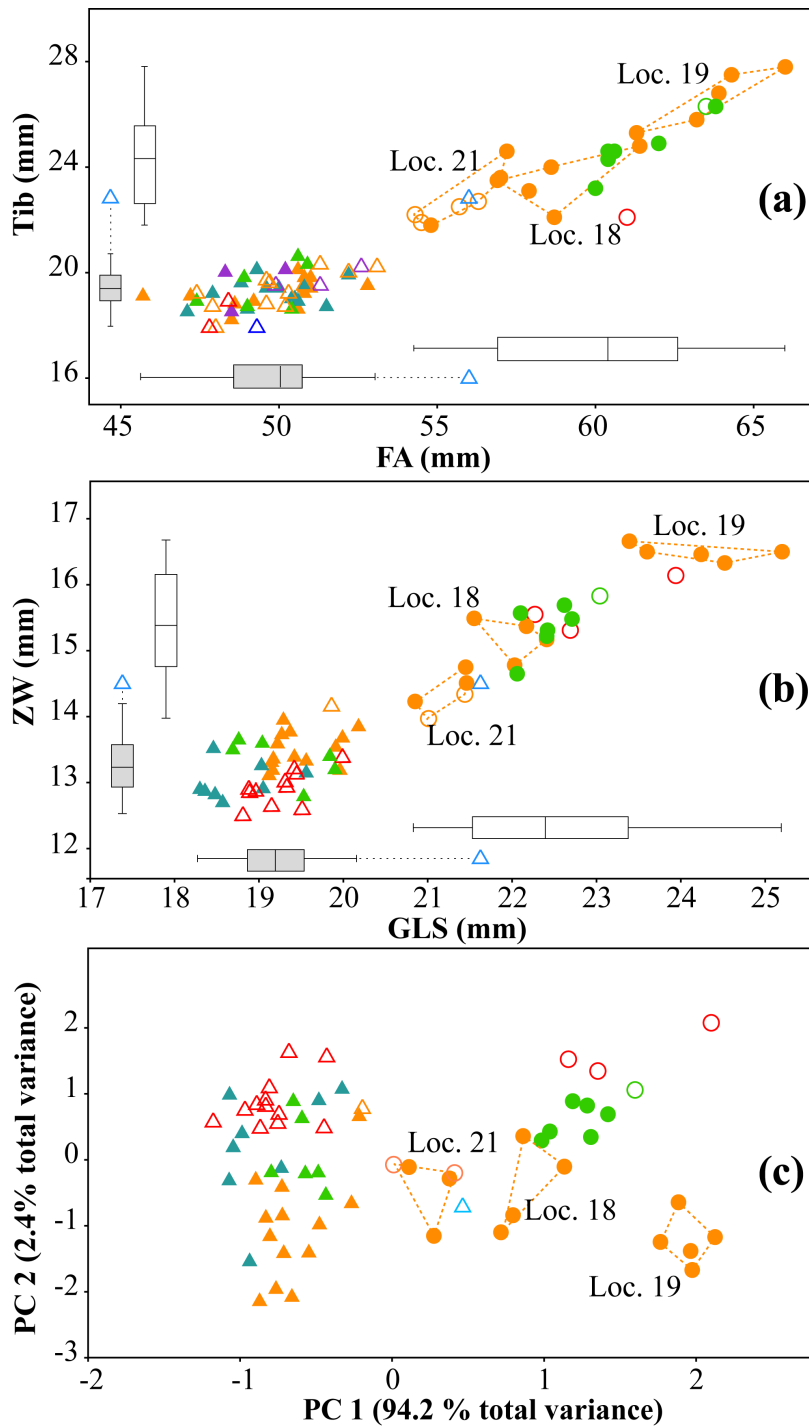 28
Loc. 19
Tib (mm)
24
Loc. 21
(a)
Loc. 18
20
16
45
50
55
60
65
FA (mm)
17
Loc. 19
16
Loc. 18
ZW (mm)
15
(b)
14
Loc. 21
13
12
17
18
19
20
21
22
23
24
25
GLS (mm)
2
PC 2 (2.4% total variance)
1
Loc. 21
0
(c)
Loc. 18
-1
Loc. 19
-2
-3
-2
-1
0
1
2
PC 1 (94.2 % total variance)